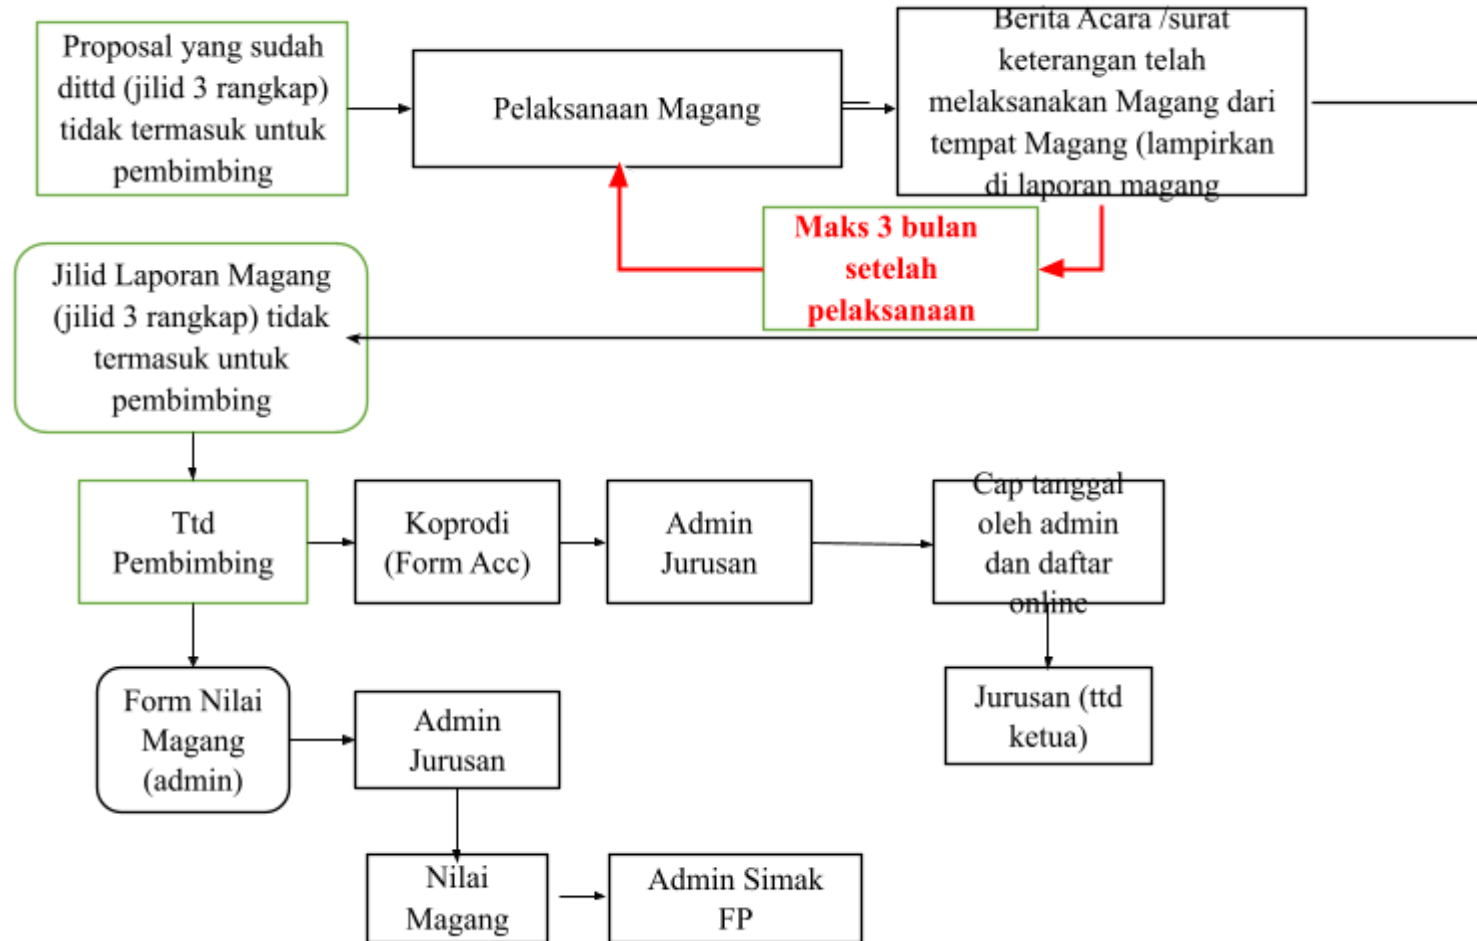 Proposal yang sudah
dittd (jilid 3 rangkap)
tidak termasuk untuk
pembimbing
Pelaksanaan Magang
Berita Acara /surat
keterangan telah
melaksanakan Magang dari
tempat Magang (lampirkan
di laporan magang
Maks 3 bulan
setelah
pelaksanaan
Jilid Laporan Magang
(jilid 3 rangkap) tidak
termasuk untuk
pembimbing
Ttd
Pembimbing
Koprodi
(Form Acc)
Admin
Jurusan
Cap tanggal
oleh admin
dan daftar
online
Form Nilai
Magang
(admin)
Admin
Jurusan
Jurusan (ttd
ketua)
Nilai
Magang
Admin Simak
FP